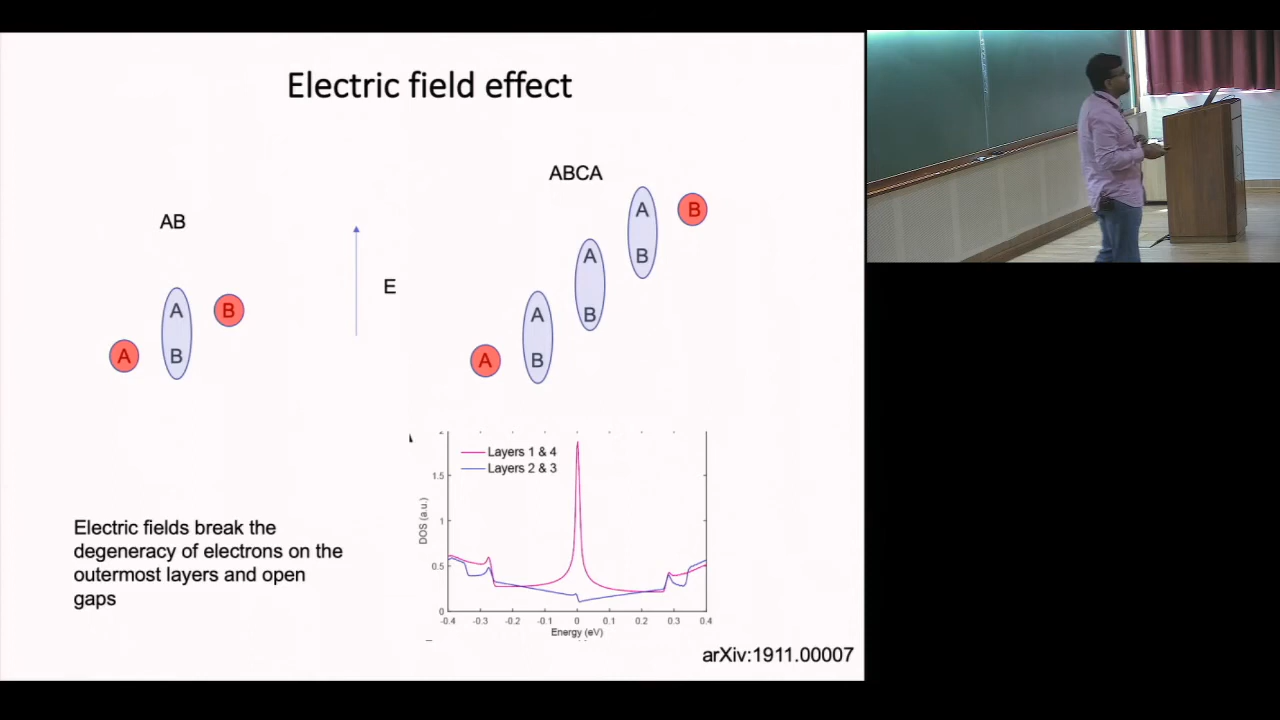 Electric field effect
AB
A
A
B
B
E
ABCA
A
B
A
B
A
B
A
B
2
1.5
1
0.5
0
DOS (a.u.)
Layers 1 & 4
Layers 2 & 3
-0.4 -0.3 -0.2 -0.1 0 0.1 0.2 0.3 0.4
Energy (eV)
Electric fields break the
degeneracy of electrons on the
outermost layers and open
gaps
arXiv:1911.00007